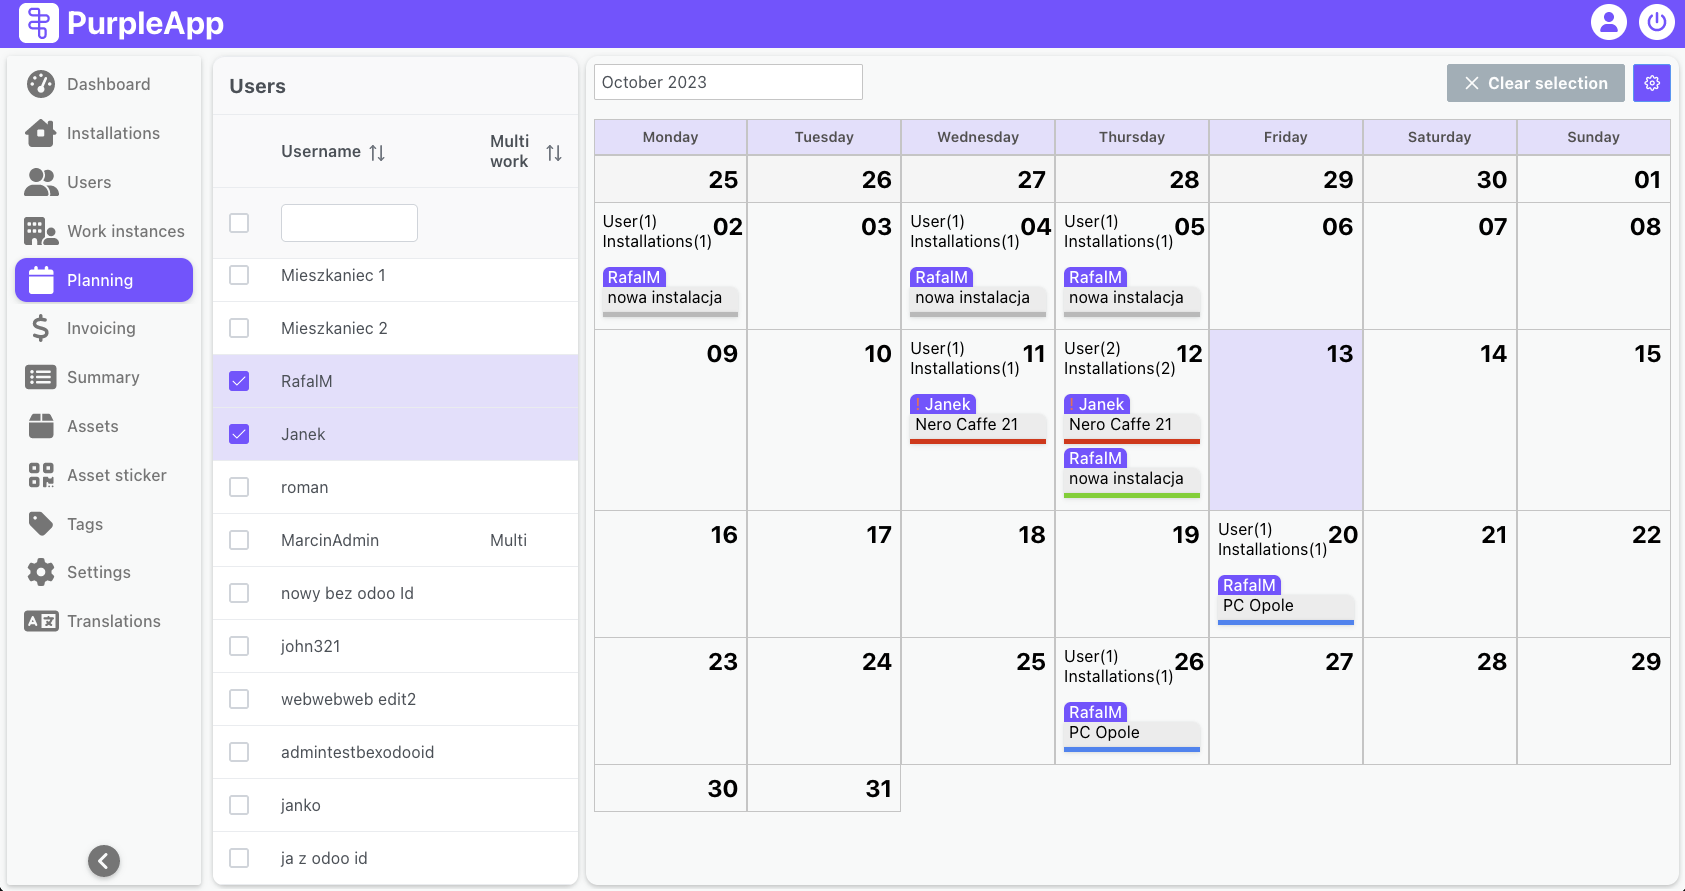 PurpleApp
Dashboard
Installations
Users
Work instances
Planning
Invoicing
Summary
Assets
Asset sticker
Tags
Settings
Translations
Users
Username
Multi
work
Mieszkaniec 1
Mieszkaniec 2
RafalM
Janek
roman
MarcinAdmin Multi
nowy bez odoo Id
john321
webwebweb edit2
admintestbexodooid
janko
ja z odoo id
October 2023
Clear selection
Monday Tuesday Wednesday Thursday Friday Saturday Sunday
25 26 27 28 29 30 01
User(1)
Installations(1)
02
RafalM
nowa instalacja
03
User(1)
Installations(1)
04
RafalM
nowa instalacja
User(1)
Installations(1)
05
RafalM
nowa instalacja
06 07 08
09 10
User(1)
Installations(1)
11
! Janek
Nero Caffe 21
User(2)
Installations(2)
12
! Janek
Nero Caffe 21
RafalM
nowa instalacja
13 14 15
16 17 18 19
User(1)
Installations(1)
20
RafalM
PC Opole
21 22
23 24 25
User(1)
Installations(1)
26
RafalM
PC Opole
27 28 29
30 31